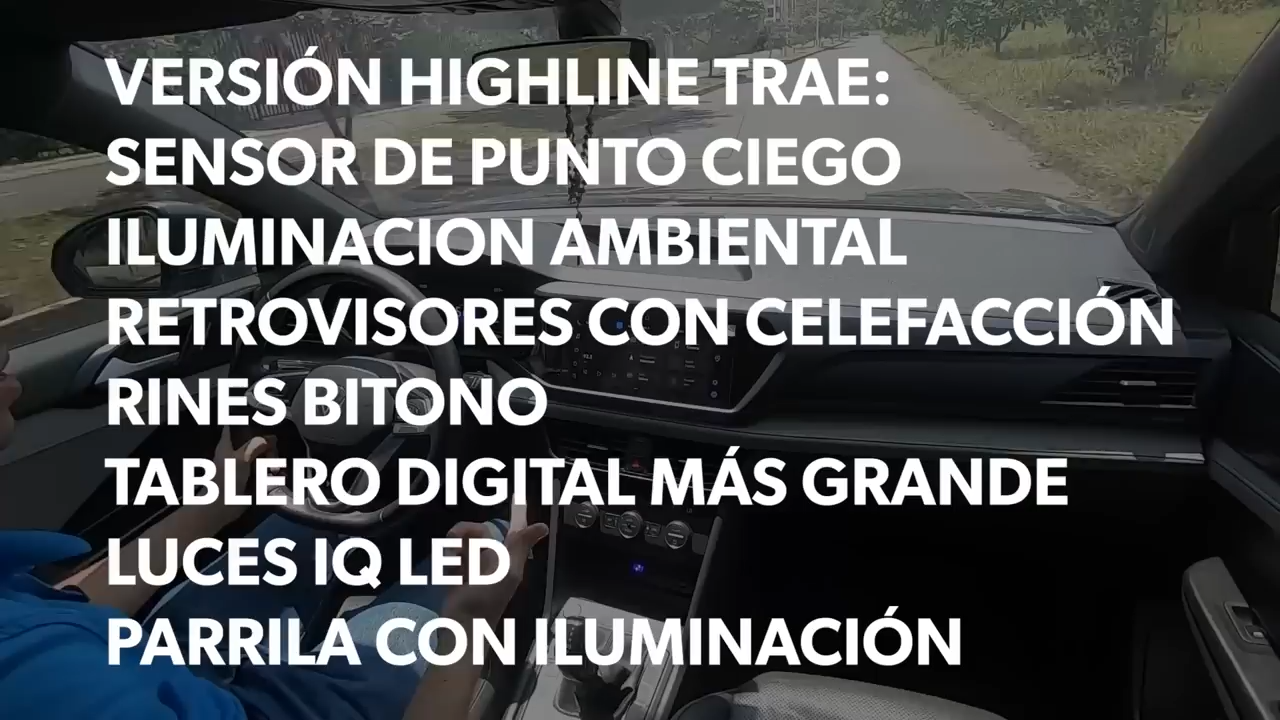 VERSIÓN HIGHLINE TRAE:
SENSOR DE PUNTO CIEGO
ILUMINACION AMBIENTAL
RETROVISORES CON CELEFACCIÓN
RINES BITONO
TABLERO DIGITAL MÁS GRANDE
LUCES IQ LED
PARRILA CON ILUMINACIÓN